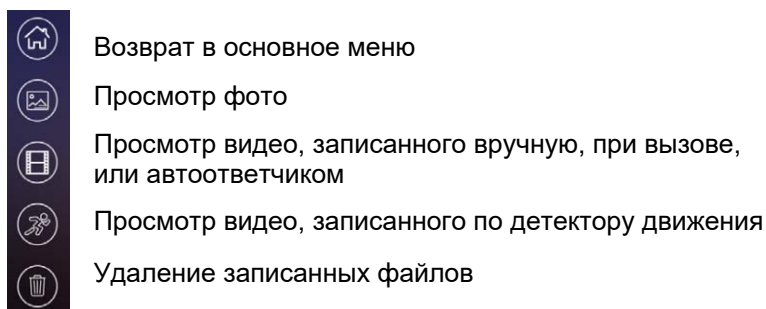 Возврат в основное меню
Просмотр фото
Просмотр видео, записанного вручную, при вызове,
или автоответчиком
Просмотр видео, записанного по детектору движения
Удаление записанных файлов